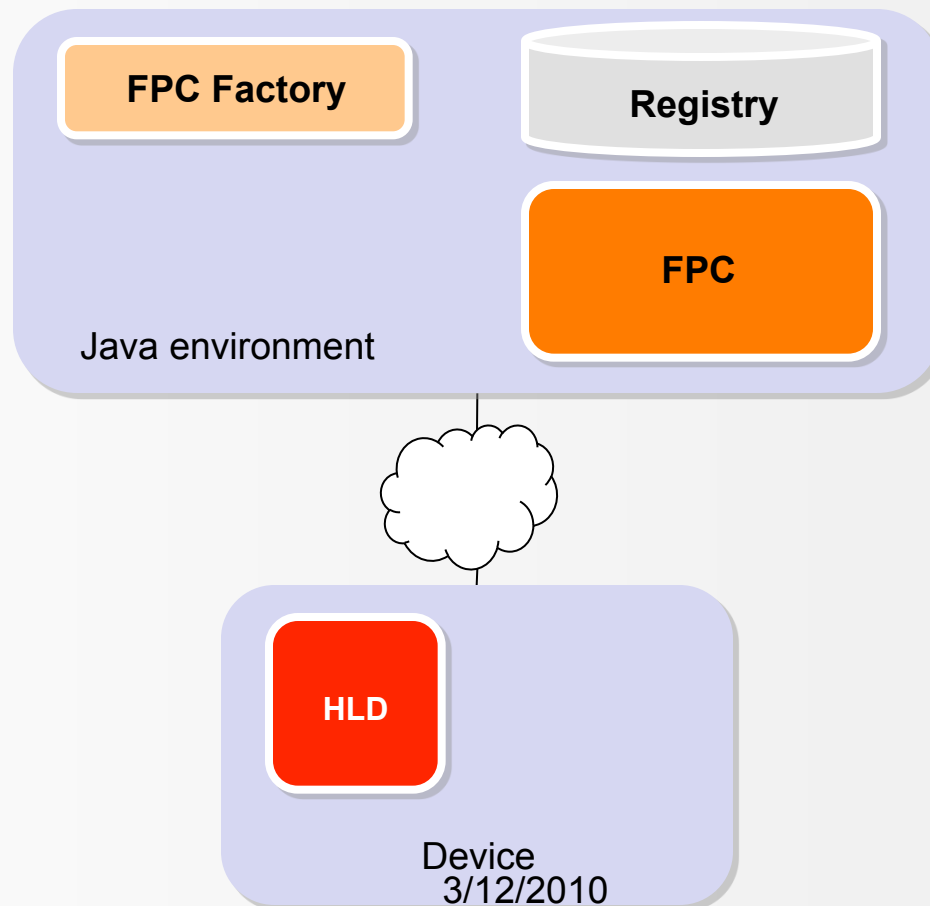 FPC Factory
Registry
FPC
Java environment
HLD
Device
3/12/2010